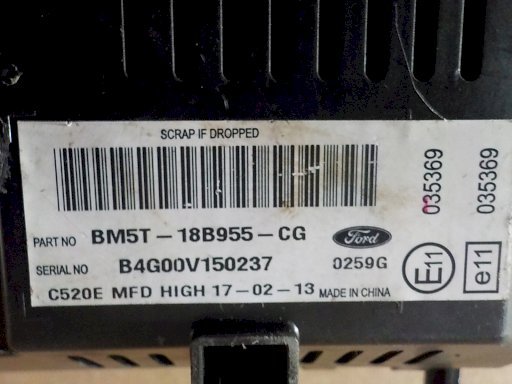 SCRAP IF DROPPED
PART NO BM5T-18B955-CG Ford
SERIAL NO B4G00V150237 0259G
C520E MFD HIGH 17-02-13 MADE IN CHINA
035369
E11
035369
e11